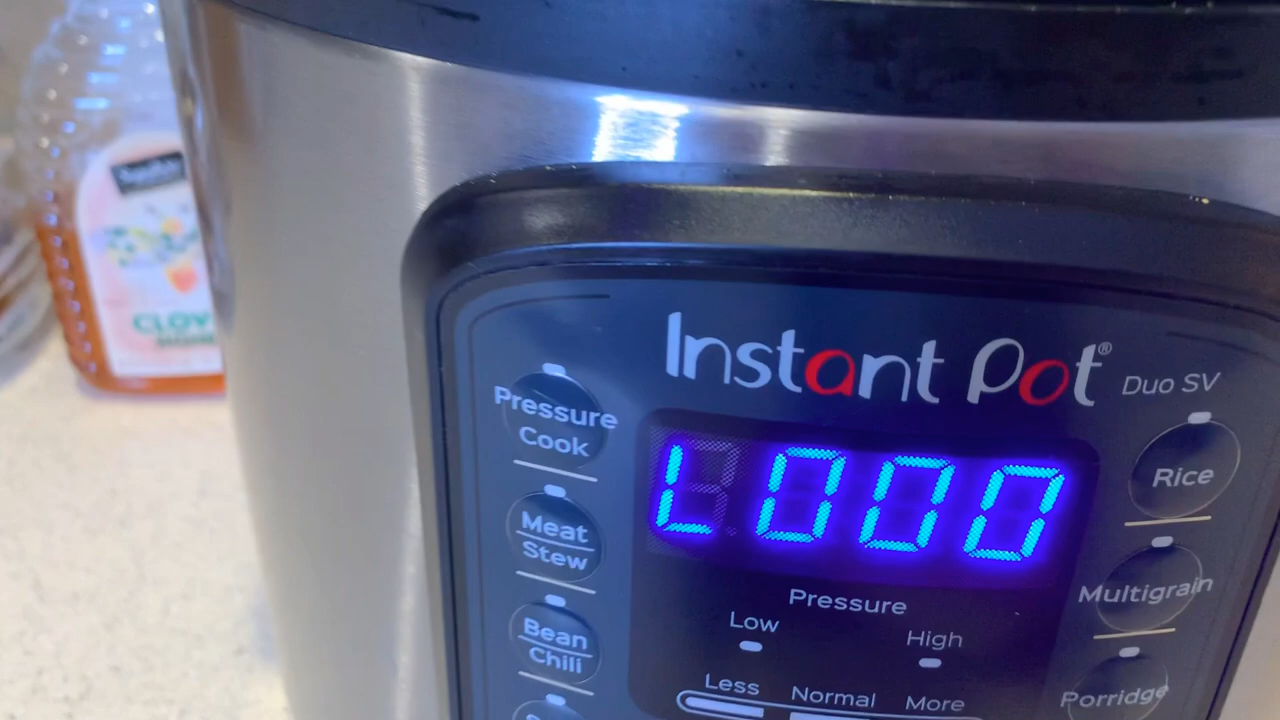 Instant Pot®
Duo SV
L000
Pressure
Cook
Meat
Stew
Bean
Chili
Rice
Multigrain
Porridge
Pressure
Low
High
Less
Normal
More